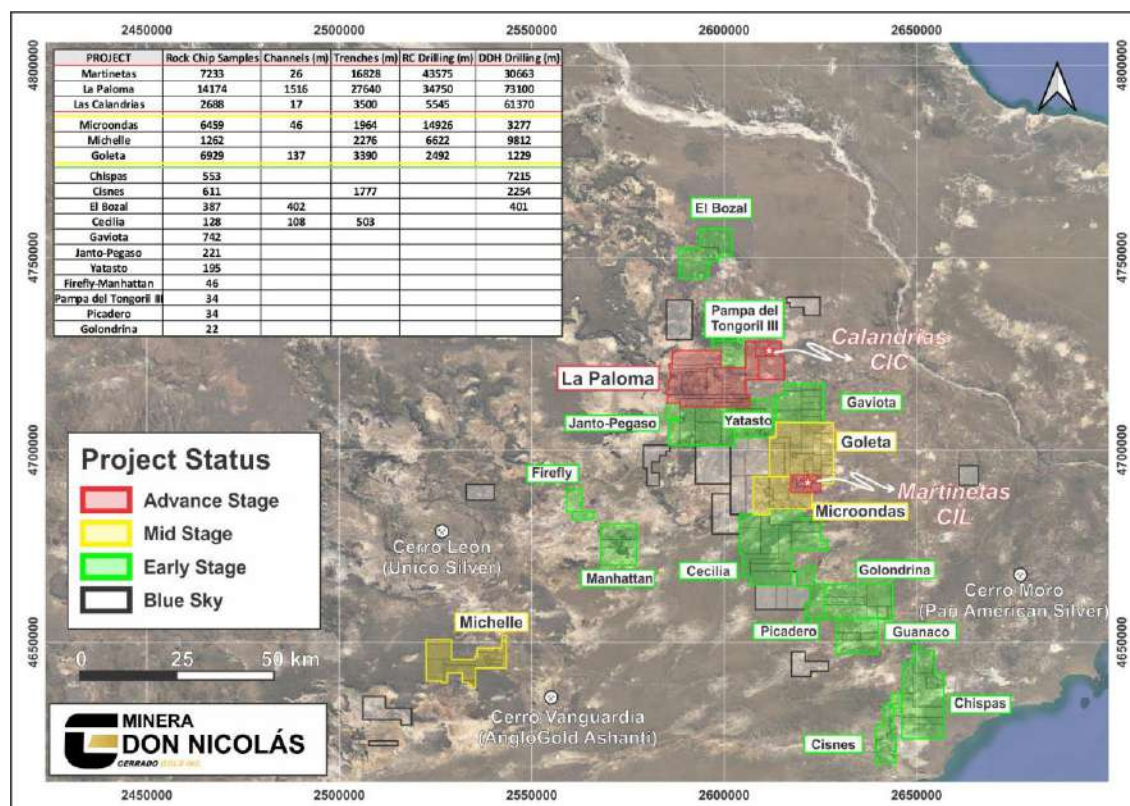 2450000 2500000 2550000 2600000 2650000
4800000
4750000
4700000
4650000
PROJECT Rock Chip Samples Channels (m) Trenches (m) RC Drilling (m) DDH Drilling (m)
Martinetas 7233 26 16828 43575 30663
La Paloma 14174 1516 27640 34750 73100
Las Calandrias 2688 17 3500 5545 61370
Microondas 6459 46 1964 14926 3277
Michelle 1262 2276 6622 9812
Goleta 6929 137 3390 2492 1229
Chispas 553 7215
Cisnes 611 1777 2254
El Bozal 387 402 401
Cecilia 128 108 503
Gaviota 742
Janto-Pegaso 221
Yatasto 195
Firefly-Manhattan 46
Pampa del Tongoril II
34
Picadero 34
Golondrina 22
El Bozal
Pampa del
Tongoril III
Calandrias
CIC
La Paloma
Gaviota
Janto-Pegaso
Yatasto
Goleta
Firefly
Martinetas
CIL
Microondas
Cerro León
(Unico Silver)
Manhattan
Cecilia
Golondrina
Cerro Moro
(Pan American Silver)
Michelle
Picadero
Guanaco
Chispas
Cerro Vanguardia
(AngloGold Ashanti)
Cisnes
Project Status
Advance Stage
Mid Stage
Early Stage
Blue Sky
0 25 50 km
MINERA
DON NICOLÁS
CERRADO GOLD INC.
4800000
4750000
4700000
4650000
2450000 2500000 2550000 2600000 2650000